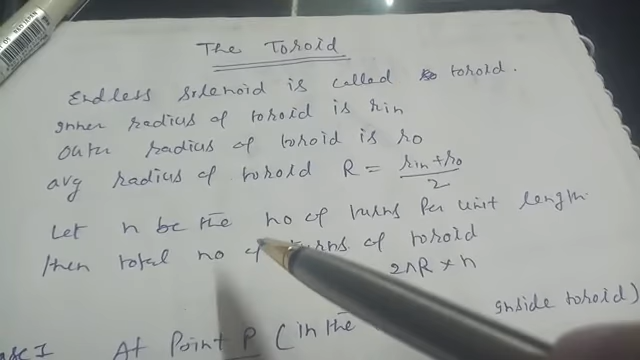 The Toroid
Endless solenoid is called toroid.
inner radius of toroid is rin
outer radius of toroid is ro
avg radius of toroid R = rin+ro/2
Let n be the no of turns per unit length.
then total no of turns of toroid
2πR × n
At Point P (in the inside toroid)